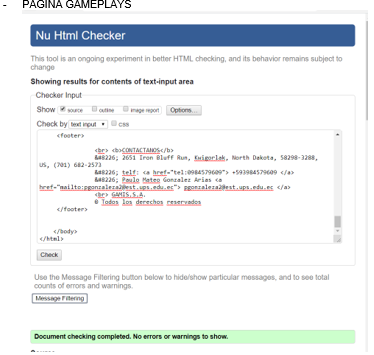 - PAGINA GAMEPLAYS
Nu Html Checker
This tool is an ongoing experiment in better HTML checking, and its behavior remains subject to
change
Showing results for contents of text-input area
Checker Input
Show source outline image report Options...
Check by text input css
<footer>
<br> <b>CONTACTANOS</b>
&#8226; 2651 Iron Bluff Run, Kuigorlak, North Dakota, 58298-3288,
US, (701) 682-2573
&#8226; telf: <a href="tel:0984579609"> +593984579609 </a>
&#8226; Paulo Mateo Gonzalez Arias <a
href="mailto:pgonzaleza2@est.ups.edu.ec"> pgonzaleza2@est.ups.edu.ec </a>
<br> GAMIS.S.A.
© Todos los derechos reservados
</footer>
</body>
</html>
Check
Use the Message Filtering button below to hide/show particular messages, and to see total
counts of errors and warnings.
Message Filtering
Document checking completed. No errors or warnings to show.